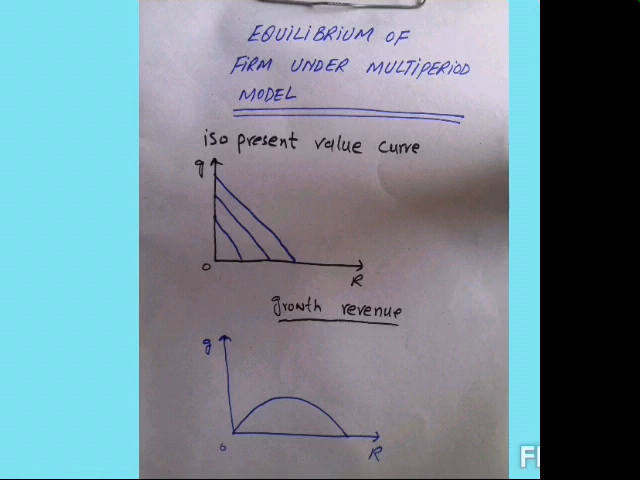 EQUILIBRIUM OF
FIRM UNDER MULTIPERIOD
MODEL
iso present value curve
g
0
R
growth revenue
g
0
R